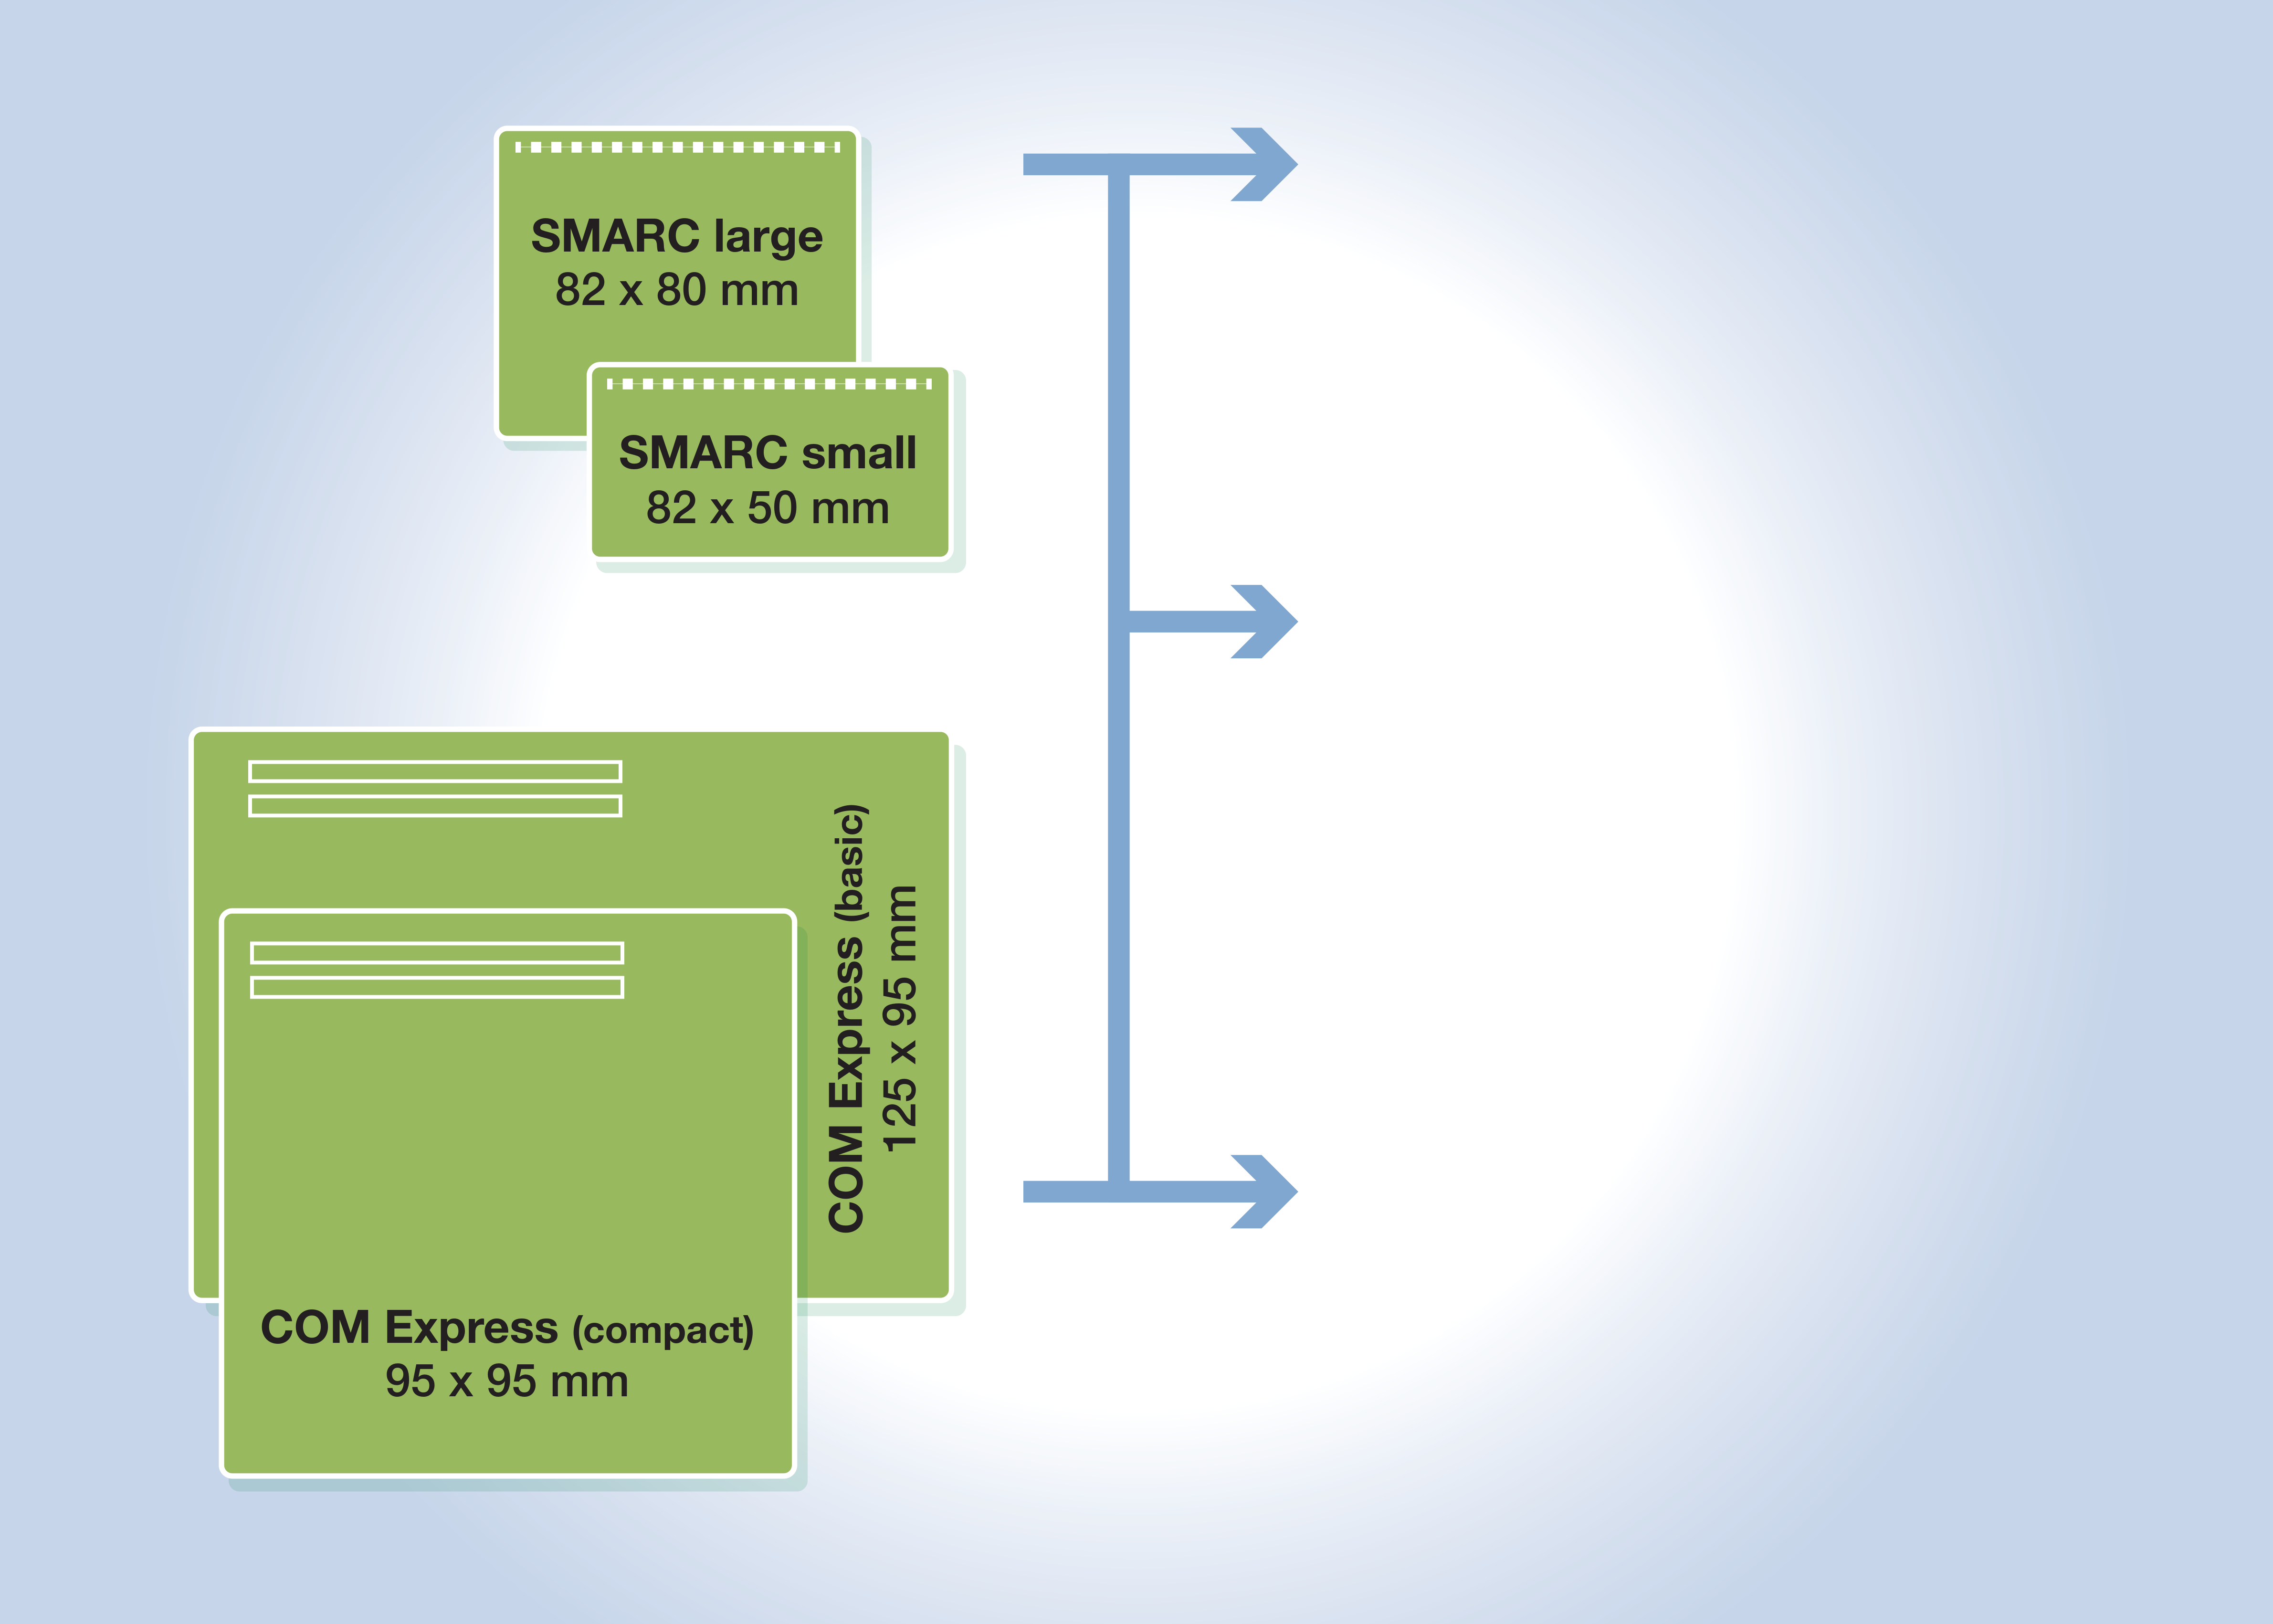 SMARC large
82 x 80 mm
SMARC small
82 x 50 mm
COM Express (basic)
125 x 95 mm
COM Express (compact)
95 x 95 mm